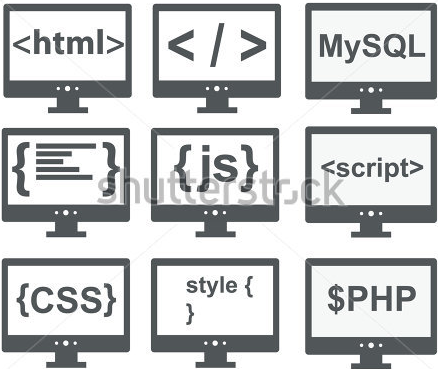 <html>
</>
MySQL
{ }
{js}
<script>
{CSS}
style {
}
$PHP
shutterstock